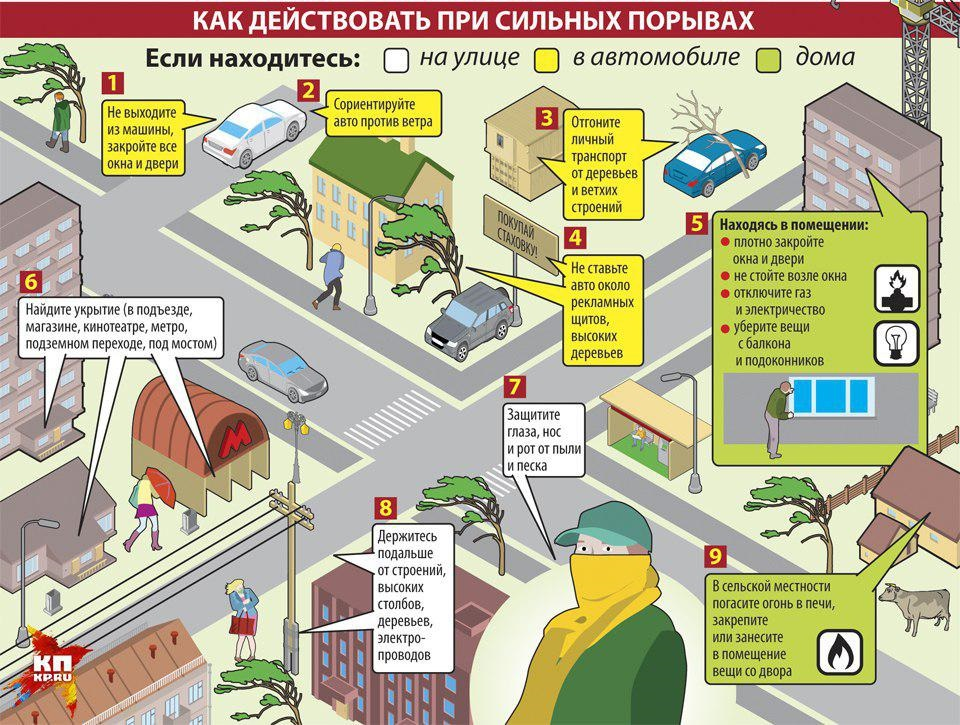 КАК ДЕЙСТВОВАТЬ ПРИ СИЛЬНЫХ ПОРЫВАХ
Если находитесь: на улице в автомобиле дома
1
Не выходите
из машины,
закройте все
окна и двери
2
Сориентируйте
авто против ветра
3
Отгоните
личный
транспорт
от деревьев
и ветхих
строений
ПОКУПАЙ
СТАХОВКУ!
4
Не ставьте
авто около
рекламных
щитов,
высоких
деревьев
5
Находясь в помещении:
плотно закройте
окна и двери
не стойте возле окна
отключите газ
и электричество
уберите вещи
с балкона
и подоконников
6
Найдите укрытие (в подъезде,
магазине, кинотеатре, метро,
подземном переходе, под мостом)
М
7
Защитите
глаза, нос
и рот от пыли
и песка
8
Держитесь
подальше
от строений,
высоких
столбов,
деревьев,
электро-
проводов
9
В сельской местности
погасите огонь в печи,
закрепите
или занесите
в помещение
вещи со двора
КП
KP.RU